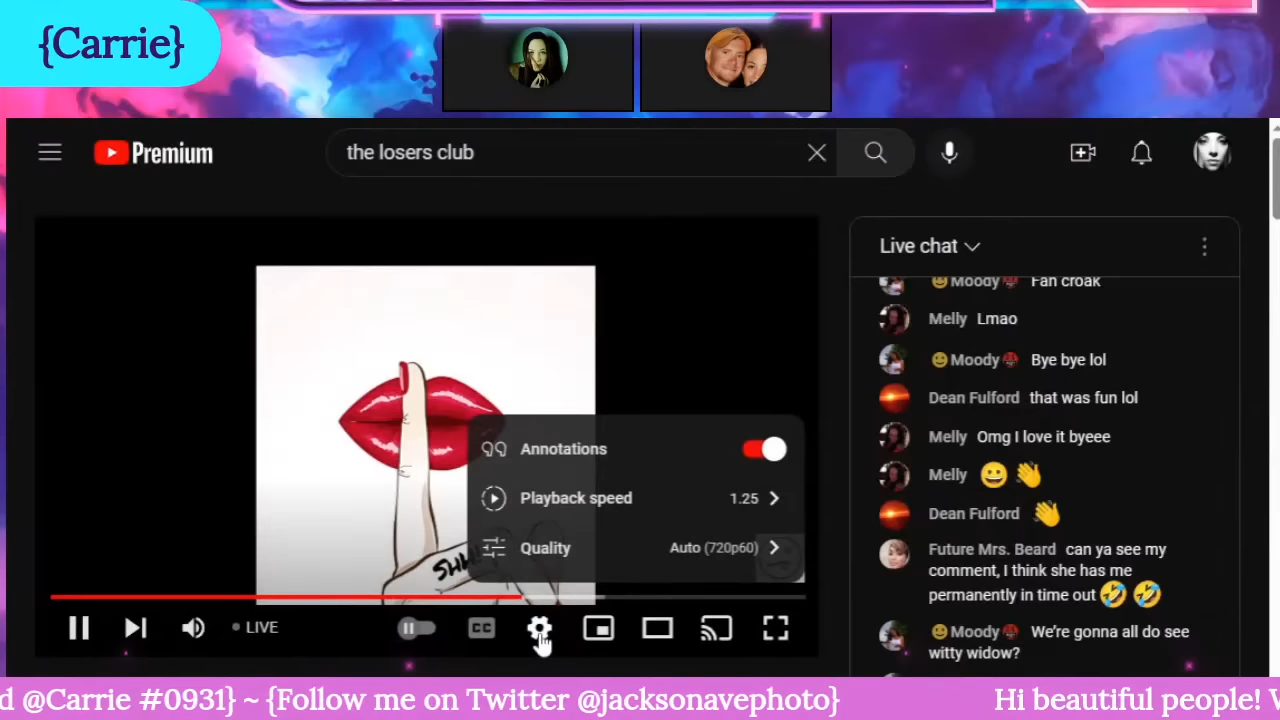 {Carrie}
Premium
the losers club
Live chat
Moody Fan croak
Melly Lmao
Moody Bye bye lol
Dean Fulford that was fun lol
Melly Omg I love it byeee
Melly 😀 👋
Dean Fulford 👋
Future Mrs. Beard can ya see my
comment, I think she has me
permanently in time out 🤣 🤣
Moody We're gonna all do see
witty widow?
Annotations
Playback speed 1.25
Quality Auto (720p60)
LIVE
CC
d @Carrie #0931} ~ {Follow me on Twitter @jacksonavephoto} Hi beautiful people!